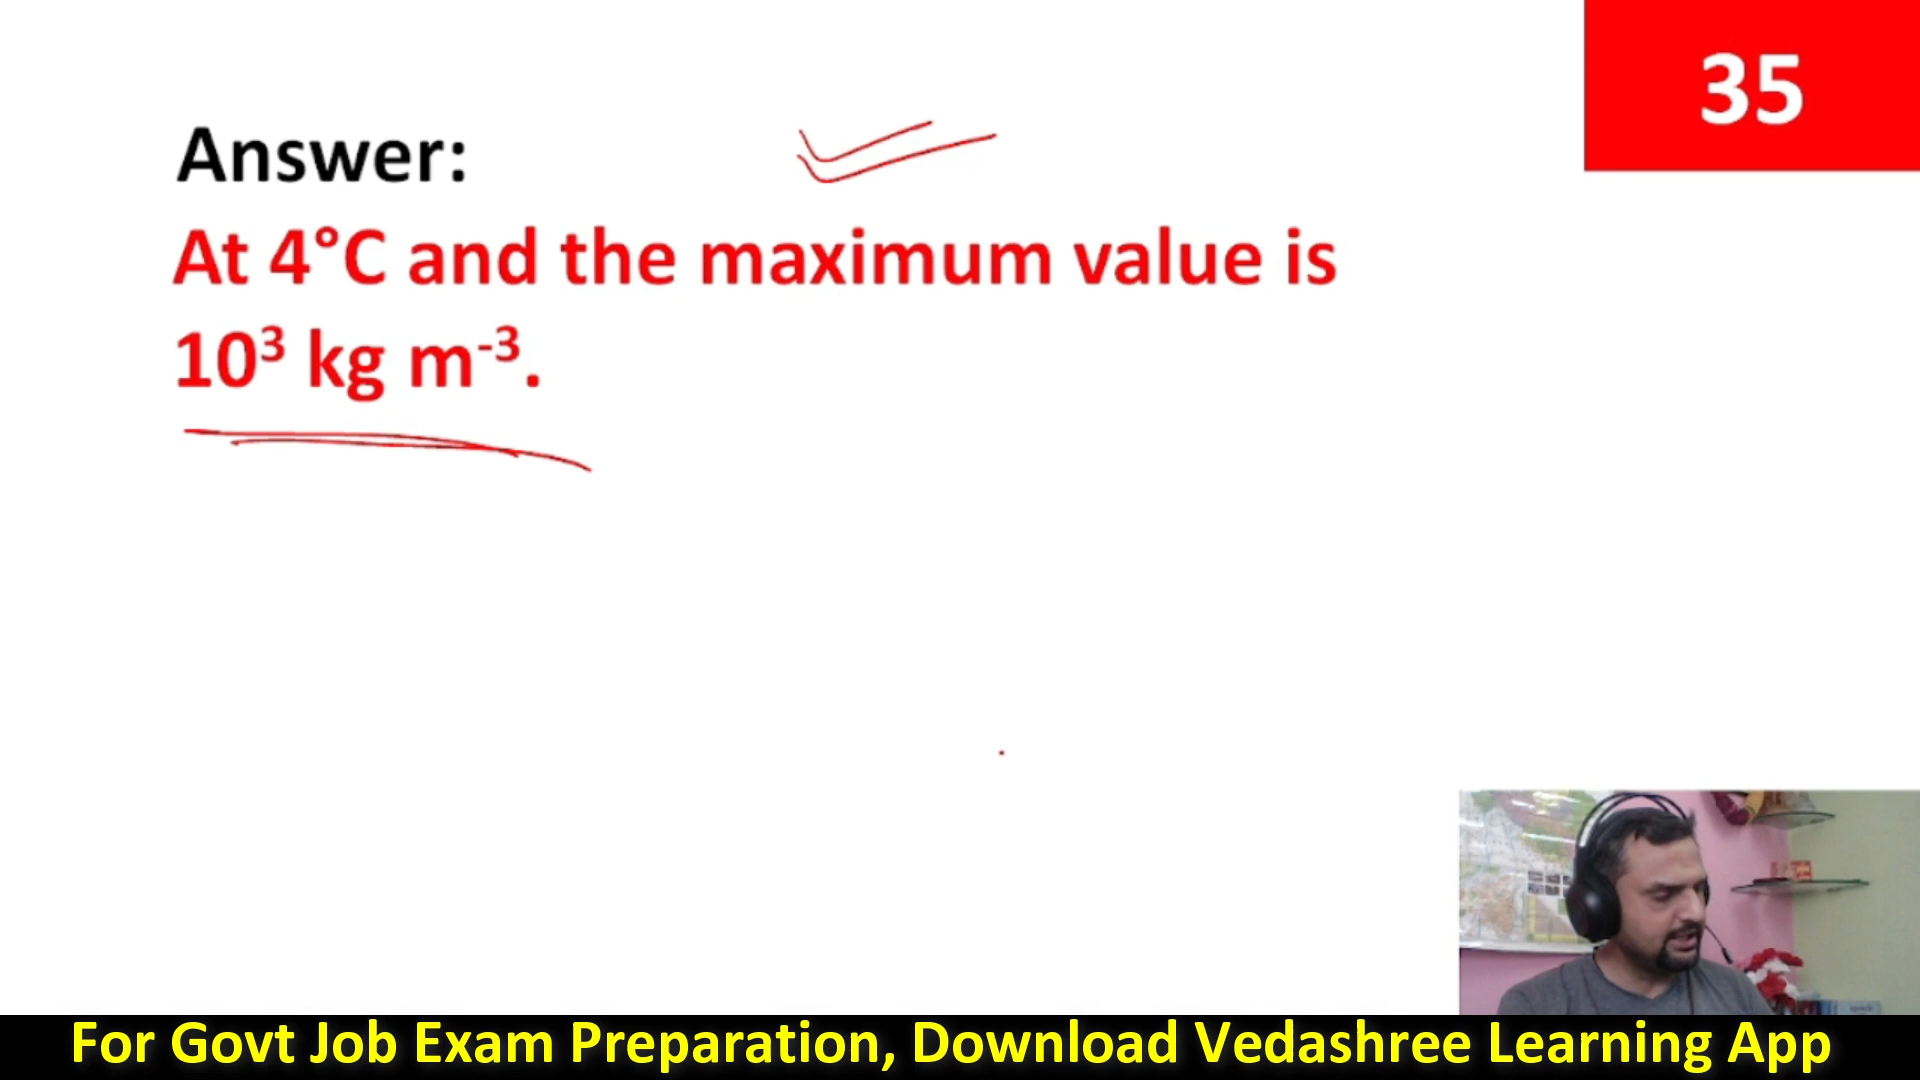 35
Answer:
At 4°C and the maximum value is
10³ kg m⁻³.
For Govt Job Exam Preparation, Download Vedashree Learning App